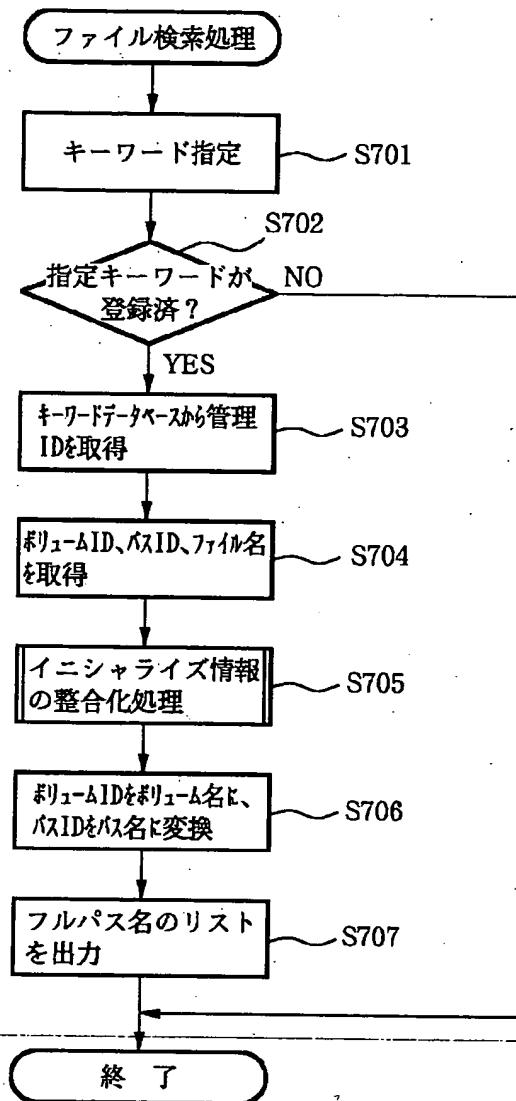 ファイル検索処理
キーワード指定
S701
S702
指定キーワードが
登録済？
NO
YES
キーワードデータベースから管理
IDを取得
S703
ボリュームID、パスID、ファイル名
を取得
S704
イニシャライズ情報
の整合化処理
S705
ボリュームIDをボリューム名に、
パスIDをパス名に変換
S706
フルパス名のリスト
を出力
S707
終 了